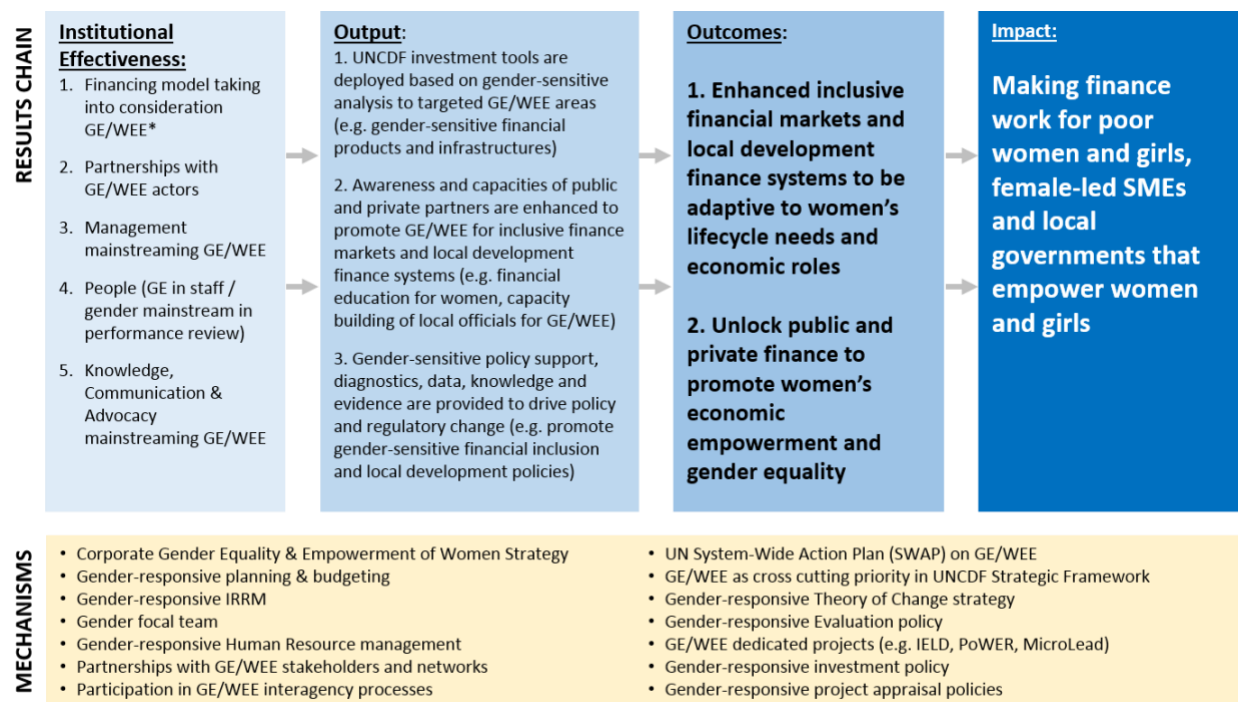 RESULTS CHAIN
Institutional
Effectiveness:
1. Financing model taking
into consideration
GE/WEE*
2. Partnerships with
GE/WEE actors
3. Management
mainstreaming GE/WEE
4. People (GE in staff /
gender mainstream in
performance review)
5. Knowledge,
Communication &
Advocacy
mainstreaming GE/WEE
Output:
1. UNCDF investment tools are
deployed based on gender-sensitive
analysis to targeted GE/WEE areas
(e.g. gender-sensitive financial
products and infrastructures)
2. Awareness and capacities of public
and private partners are enhanced to
promote GE/WEE for inclusive finance
markets and local development
finance systems (e.g. financial
education for women, capacity
building of local officials for GE/WEE)
3. Gender-sensitive policy support,
diagnostics, data, knowledge and
evidence are provided to drive policy
and regulatory change (e.g. promote
gender-sensitive financial inclusion
and local development policies)
Outcomes:
1. Enhanced inclusive
financial markets and
local development
finance systems to be
adaptive to women's
lifecycle needs and
economic roles
2. Unlock public and
private finance to
promote women's
economic
empowerment and
gender equality
Impact:
Making finance
work for poor
women and girls,
female-led SMEs
and local
governments that
empower women
and girls
MECHANISMS
• Corporate Gender Equality & Empowerment of Women Strategy
• Gender-responsive planning & budgeting
• Gender-responsive IRRM
• Gender focal team
• Gender-responsive Human Resource management
• Partnerships with GE/WEE stakeholders and networks
• Participation in GE/WEE interagency processes
• UN System-Wide Action Plan (SWAP) on GE/WEE
• GE/WEE as cross cutting priority in UNCDF Strategic Framework
• Gender-responsive Theory of Change strategy
• Gender-responsive Evaluation policy
• GE/WEE dedicated projects (e.g. IELD, PoWER, MicroLead)
• Gender-responsive investment policy
• Gender-responsive project appraisal policies